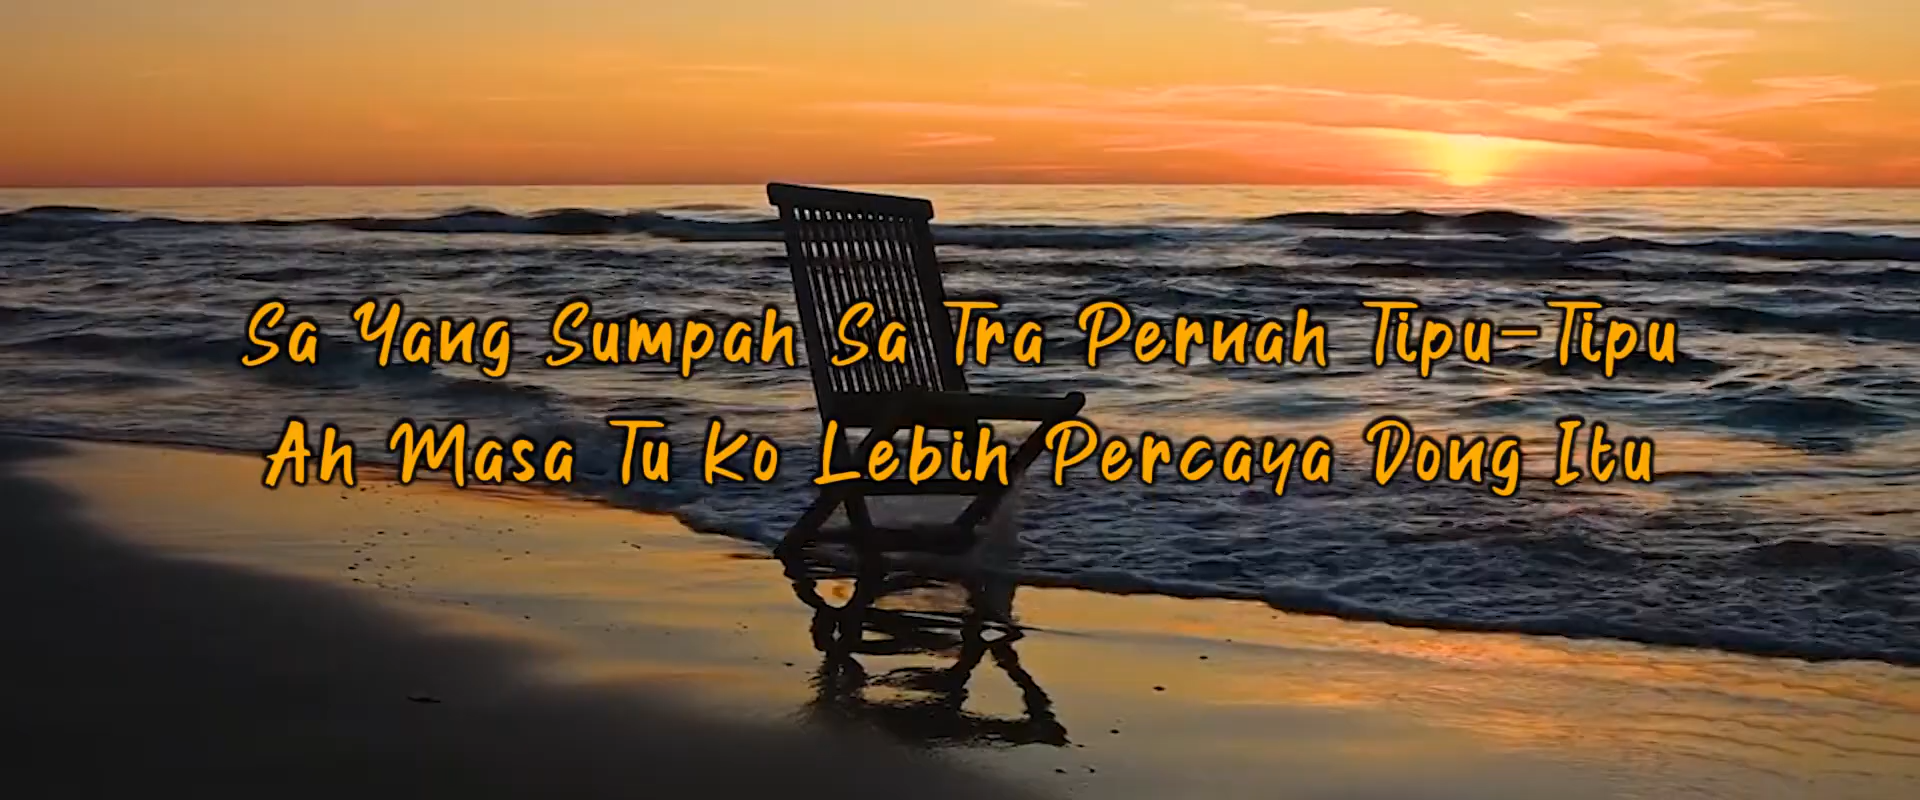 Sa Yang Sumpah Sa Tra Pernah Tipu-Tipu
Ah Masa Tu Ko Lebih Percaya Dong Itu